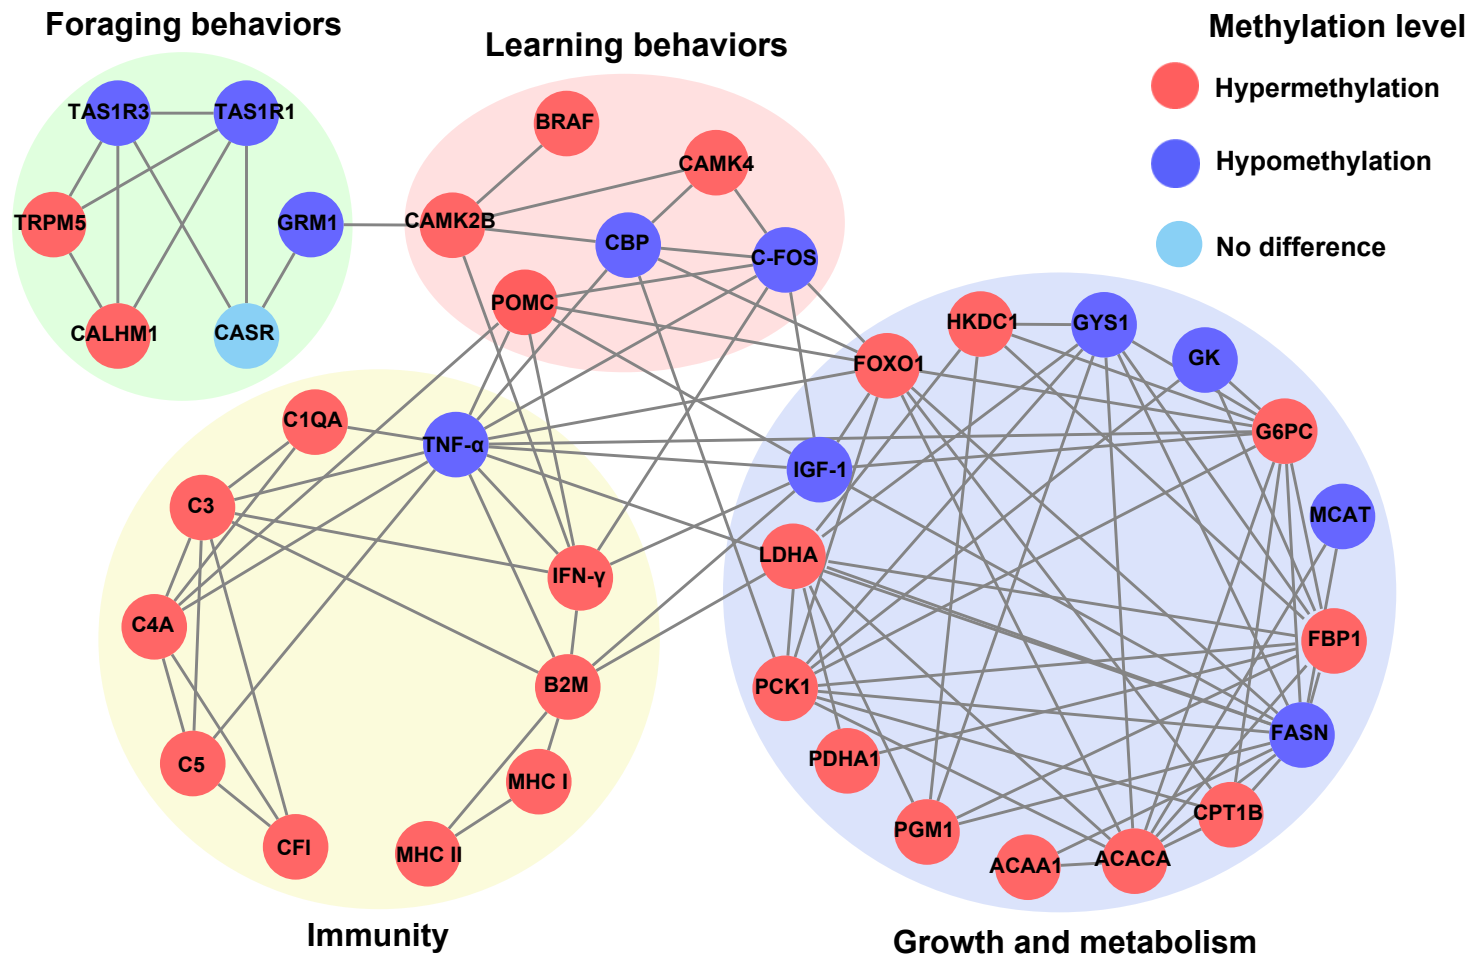 Foraging behaviors
Learning behaviors
Methylation level
Hypermethylation
Hypomethylation
No difference
TAS1R3
TAS1R1
TRPM5
GRM1
CALHM1
CASR
BRAF
CAMK4
CAMK2B
CBP
C-FOS
POMC
HKDC1
GYS1
GK
FOXO1
G6PC
IGF-1
MCAT
LDHA
FBP1
PCK1
FASN
PDHA1
CPT1B
PGM1
ACAA1
ACACA
C1QA
TNF-α
C3
IFN-γ
C4A
B2M
C5
MHC I
CFI
MHC II
Immunity
Growth and metabolism